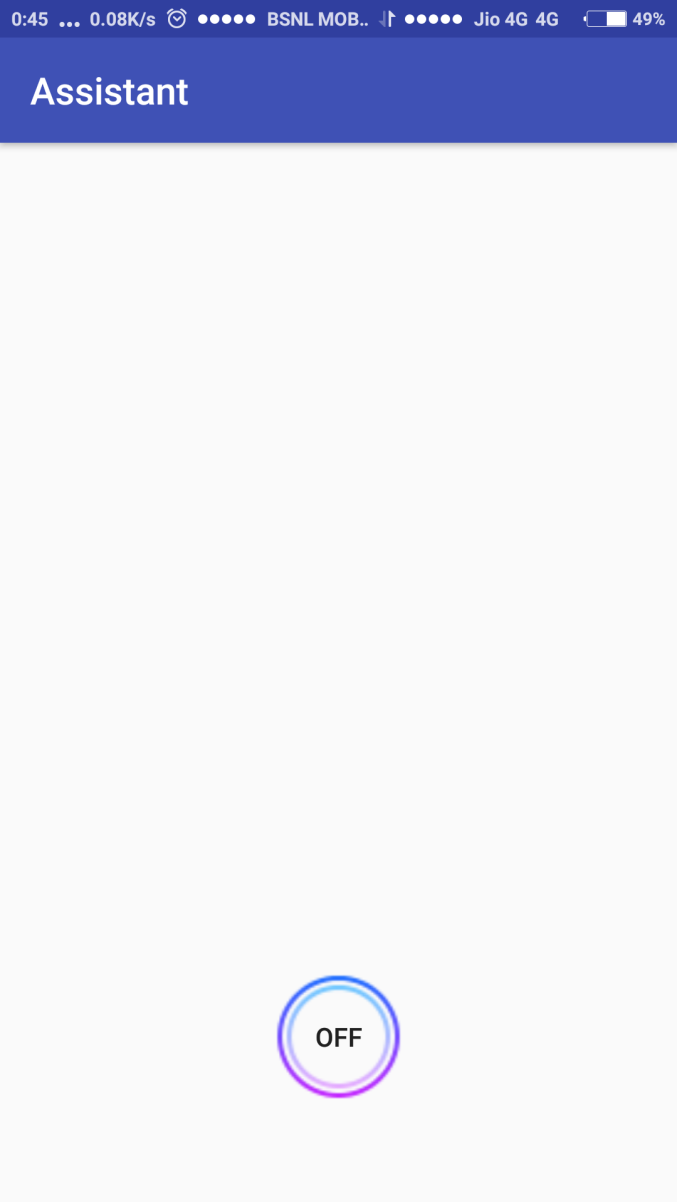 0:45 ... 0.08K/s BSNL MOB.. Jio 4G 4G 49%
Assistant
OFF